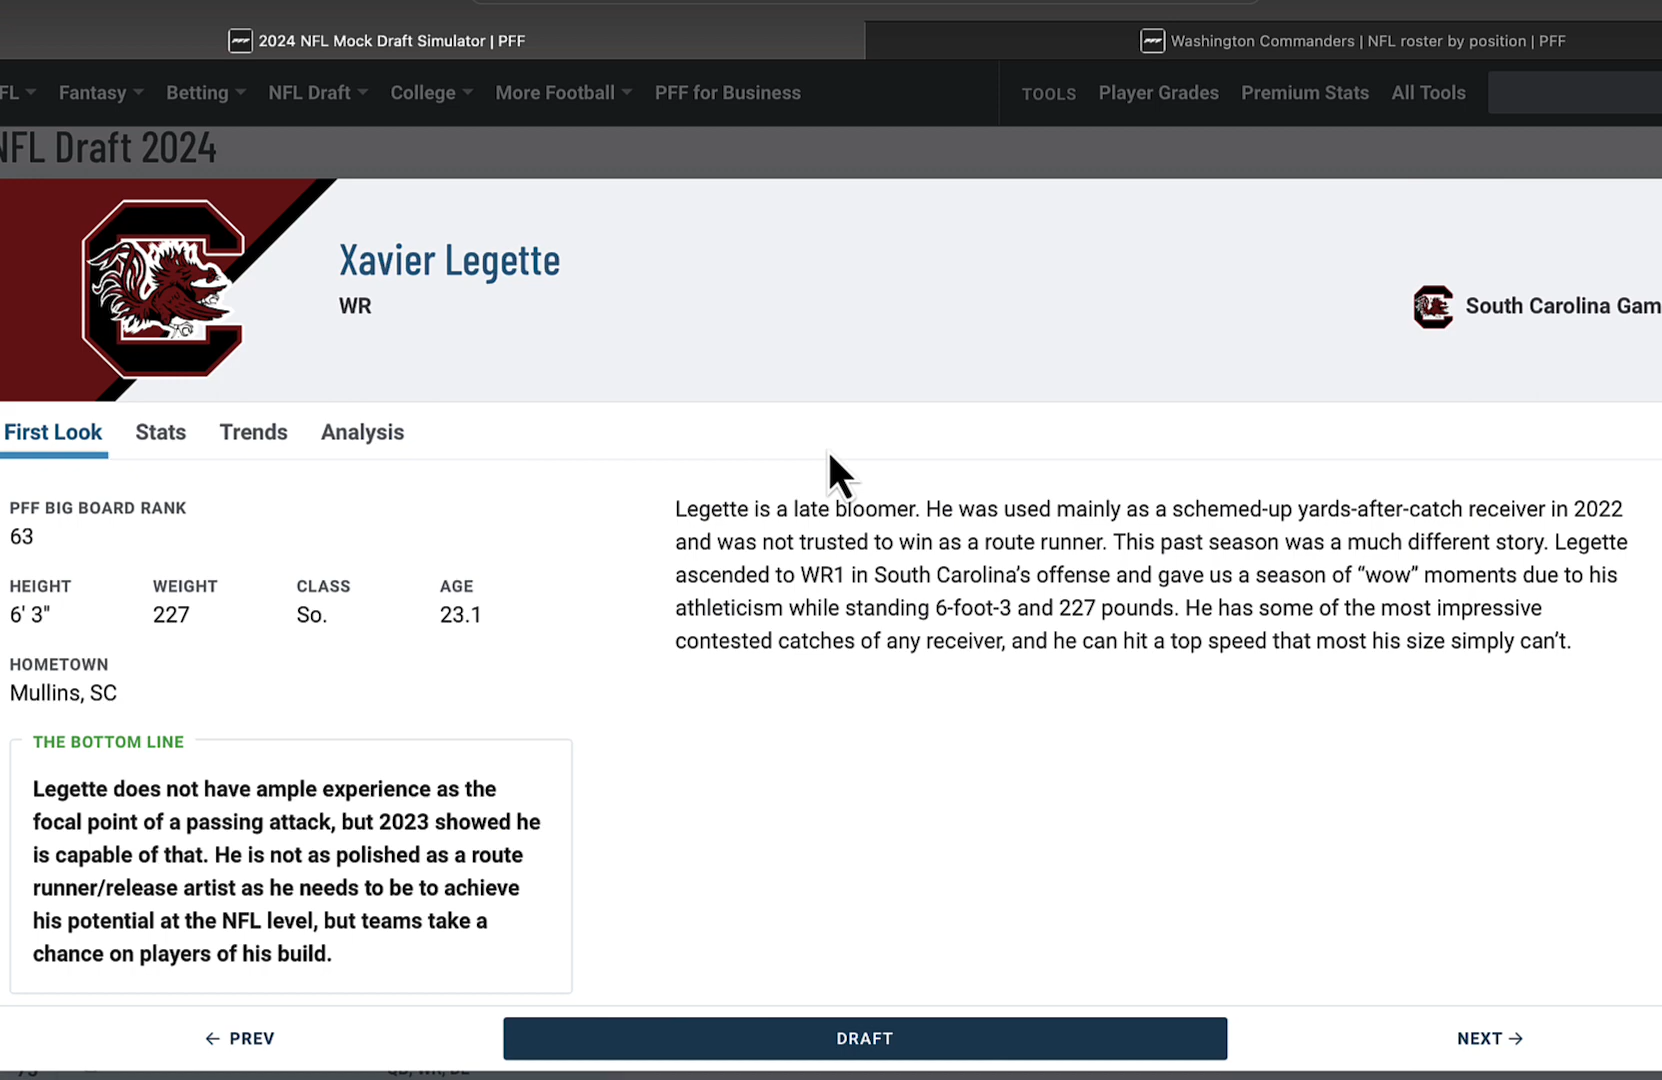 2024 NFL Mock Draft Simulator | PFF
Washington Commanders | NFL roster by position | PFF
FL Fantasy Betting NFL Draft College More Football PFF for Business TOOLS Player Grades Premium Stats All Tools
NFL Draft 2024
Xavier Legette
WR
South Carolina Gam
First Look Stats Trends Analysis
PFF BIG BOARD RANK
63
HEIGHT WEIGHT CLASS AGE
6' 3" 227 So. 23.1
HOMETOWN
Mullins, SC
THE BOTTOM LINE
Legette does not have ample experience as the
focal point of a passing attack, but 2023 showed he
is capable of that. He is not as polished as a route
runner/release artist as he needs to be to achieve
his potential at the NFL level, but teams take a
chance on players of his build.
Legette is a late bloomer. He was used mainly as a schemed-up yards-after-catch receiver in 2022
and was not trusted to win as a route runner. This past season was a much different story. Legette
ascended to WR1 in South Carolina’s offense and gave us a season of “wow” moments due to his
athleticism while standing 6-foot-3 and 227 pounds. He has some of the most impressive
contested catches of any receiver, and he can hit a top speed that most his size simply can’t.
← PREV DRAFT NEXT →